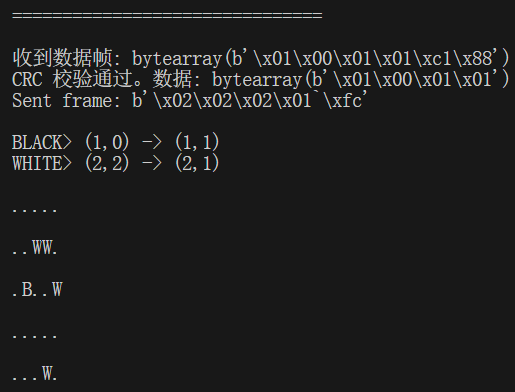 ===============================
收到数据帧: bytearray(b'\x01\x00\x01\x01\xc1\x88')
CRC 校验通过。数据: bytearray(b'\x01\x00\x01\x01')
Sent frame: b'\x02\x02\x02\x01`\xfc'
BLACK> (1,0) -> (1,1)
WHITE> (2,2) -> (2,1)
.....
..WW.
.B..W
.....
...W.